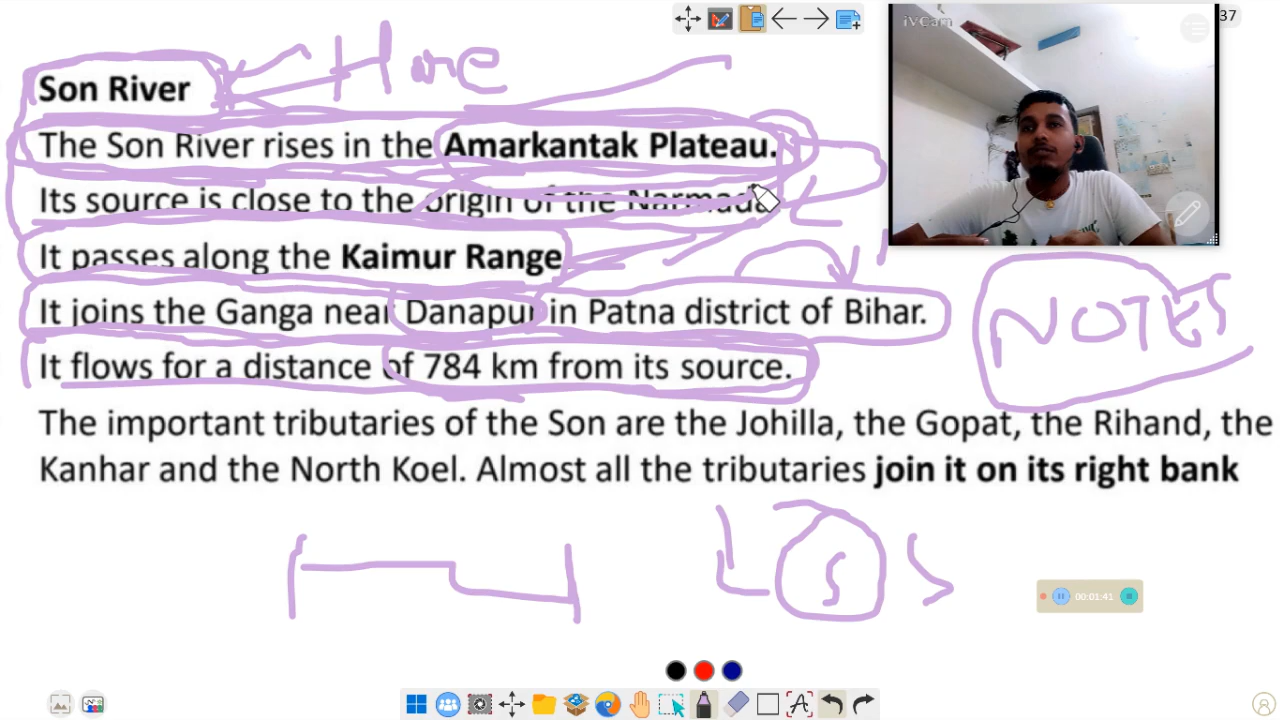 iVCam
37
Hore
Son River
The Son River rises in the Amarkantak Plateau.
Its source is close to the origin of the Narmada.
It passes along the Kaimur Range
It joins the Ganga near Danapur in Patna district of Bihar.
NOTES
It flows for a distance of 784 km from its source.
The important tributaries of the Son are the Johilla, the Gopat, the Rihand, the
Kanhar and the North Koel. Almost all the tributaries join it on its right bank
L S
00:01:41